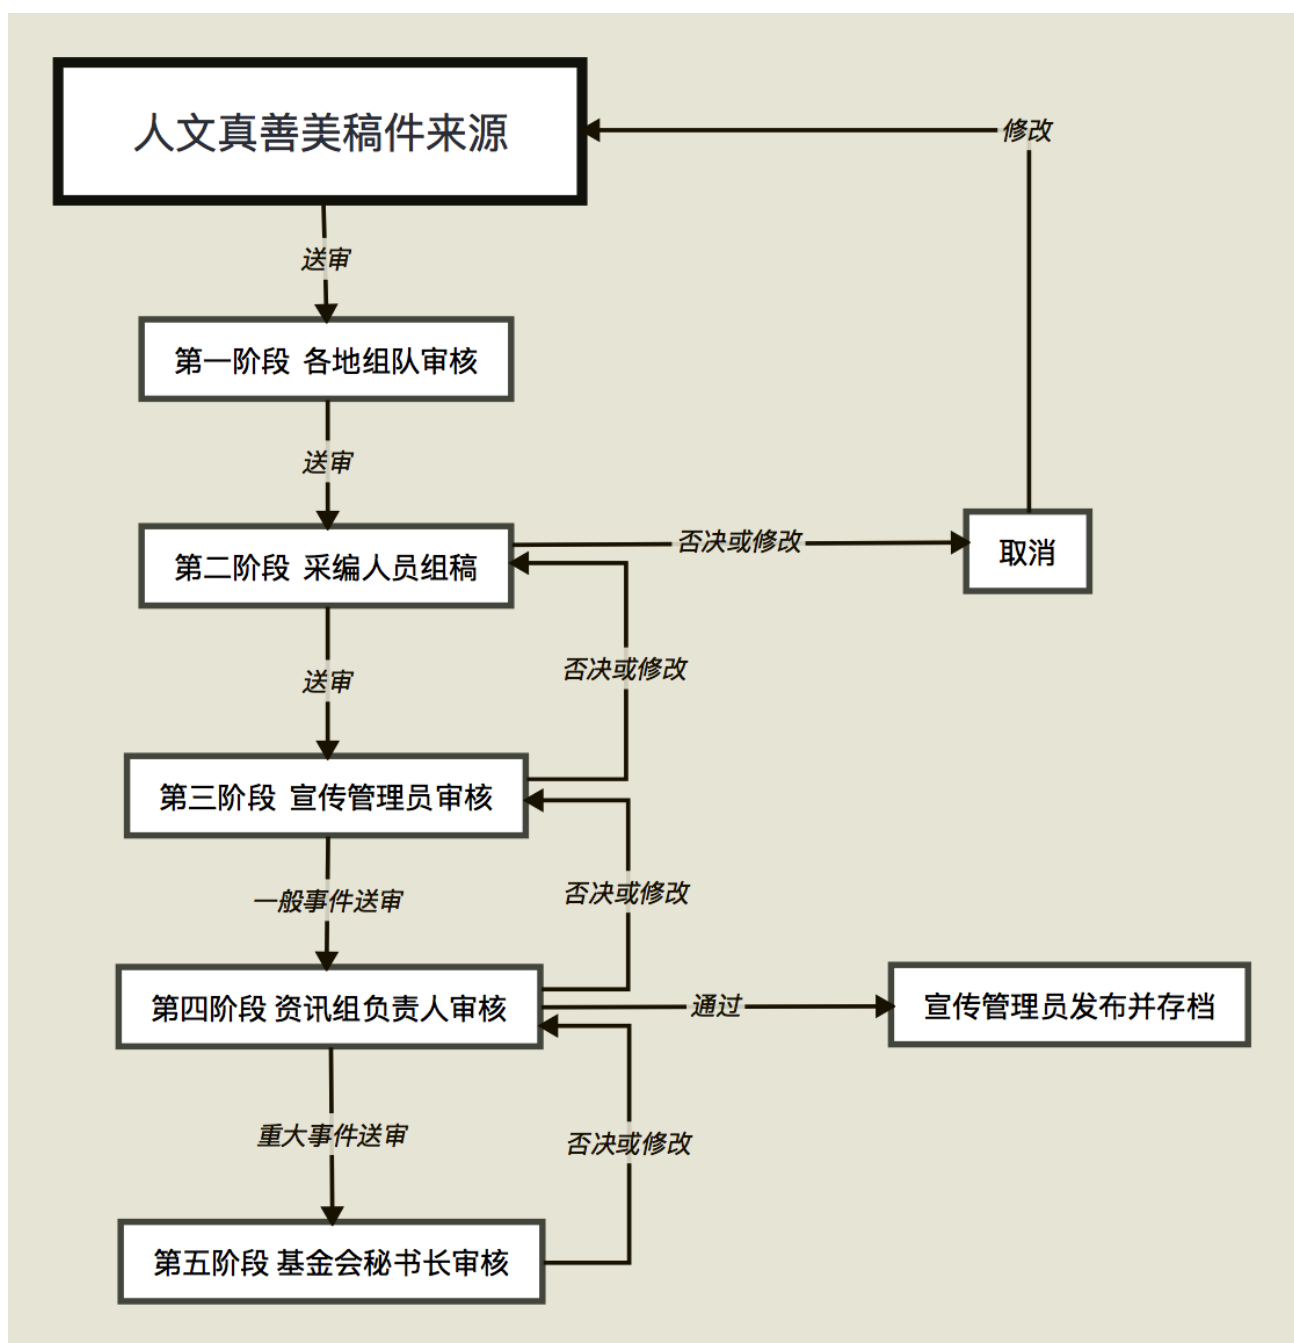 人文真善美稿件来源
修改
送审
第一阶段 各地组队审核
送审
第二阶段 采编人员组稿
否决或修改
取消
送审
否决或修改
第三阶段 宣传管理员审核
一般事件送审
否决或修改
第四阶段 资讯组负责人审核
通过
宣传管理员发布并存档
重大事件送审
否决或修改
第五阶段 基金会秘书长审核